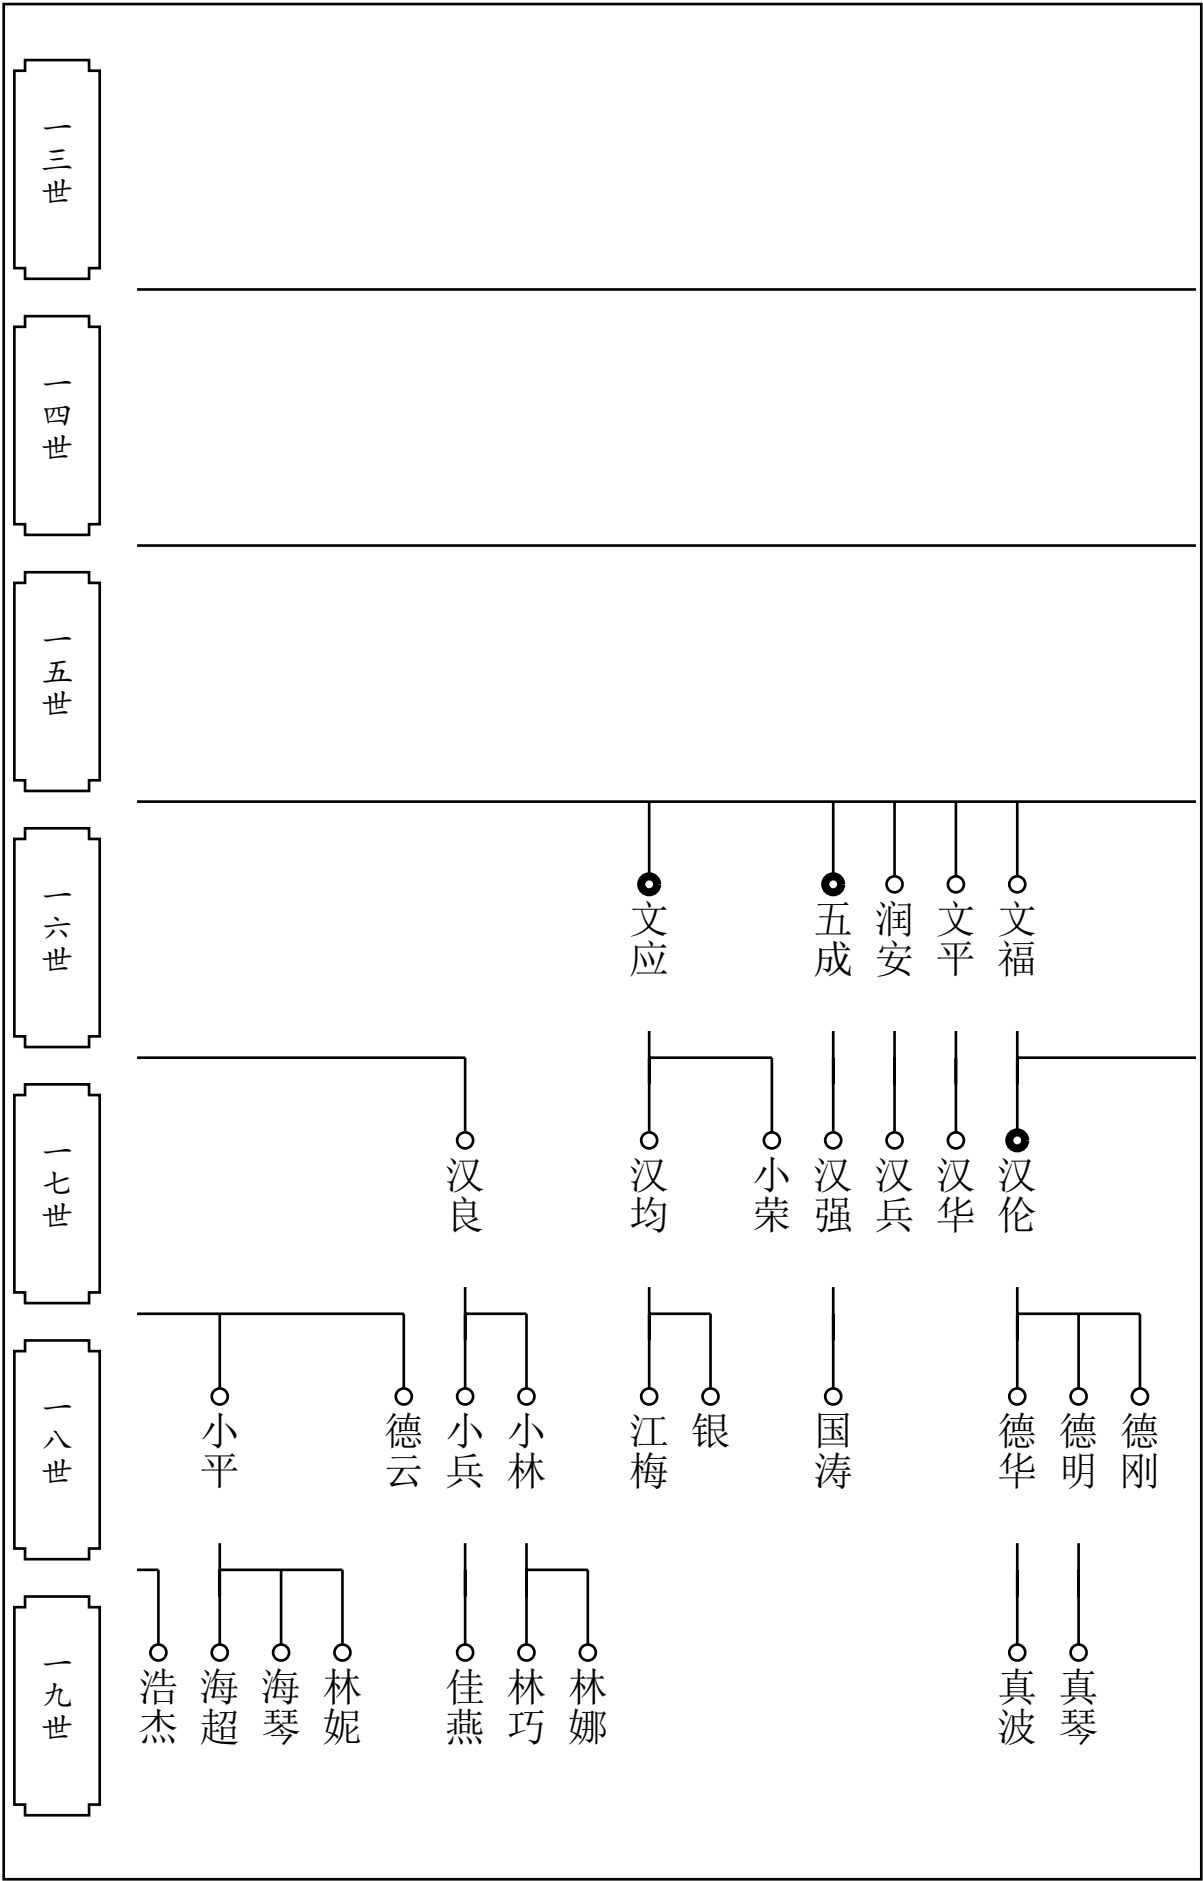 一三世
一四世
一五世
一六世
文福
文平
润安
五成
文应
一七世
汉伦
汉华
汉兵
汉强
小荣
汉均
汉良
一八世
德刚
德明
德华
国涛
银
江梅
小林
小兵
德云
小平
一九世
真琴
真波
林娜
林巧
佳燕
林妮
海琴
海超
浩杰